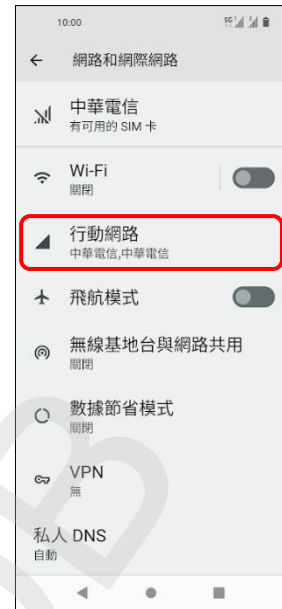 10:00
5G
網路和網際網路
中華電信
有可用的 SIM 卡
Wi-Fi
關閉
行動網路
中華電信,中華電信
飛航模式
無線基地台與網路共用
關閉
數據節省模式
關閉
VPN
無
私人 DNS
自動